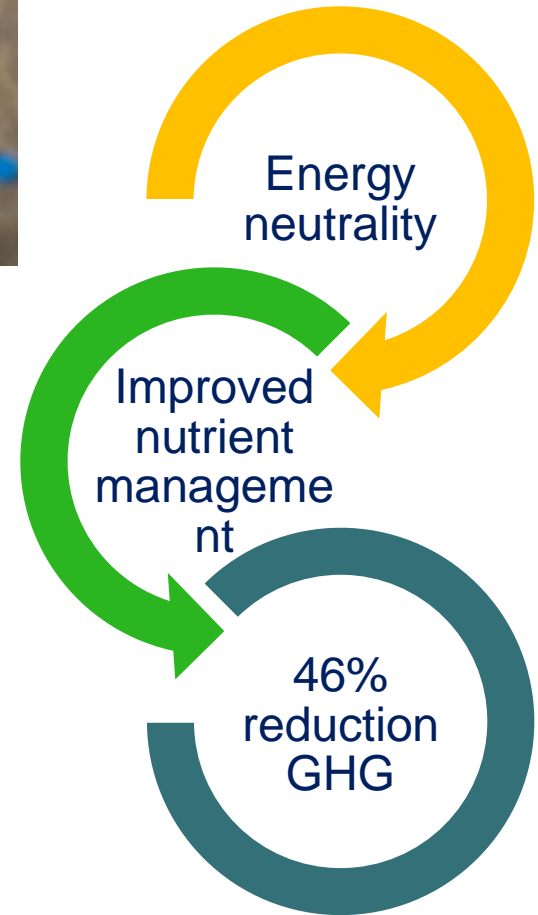 Energy
neutrality
Improved
nutrient
manageme
nt
46%
reduction
GHG